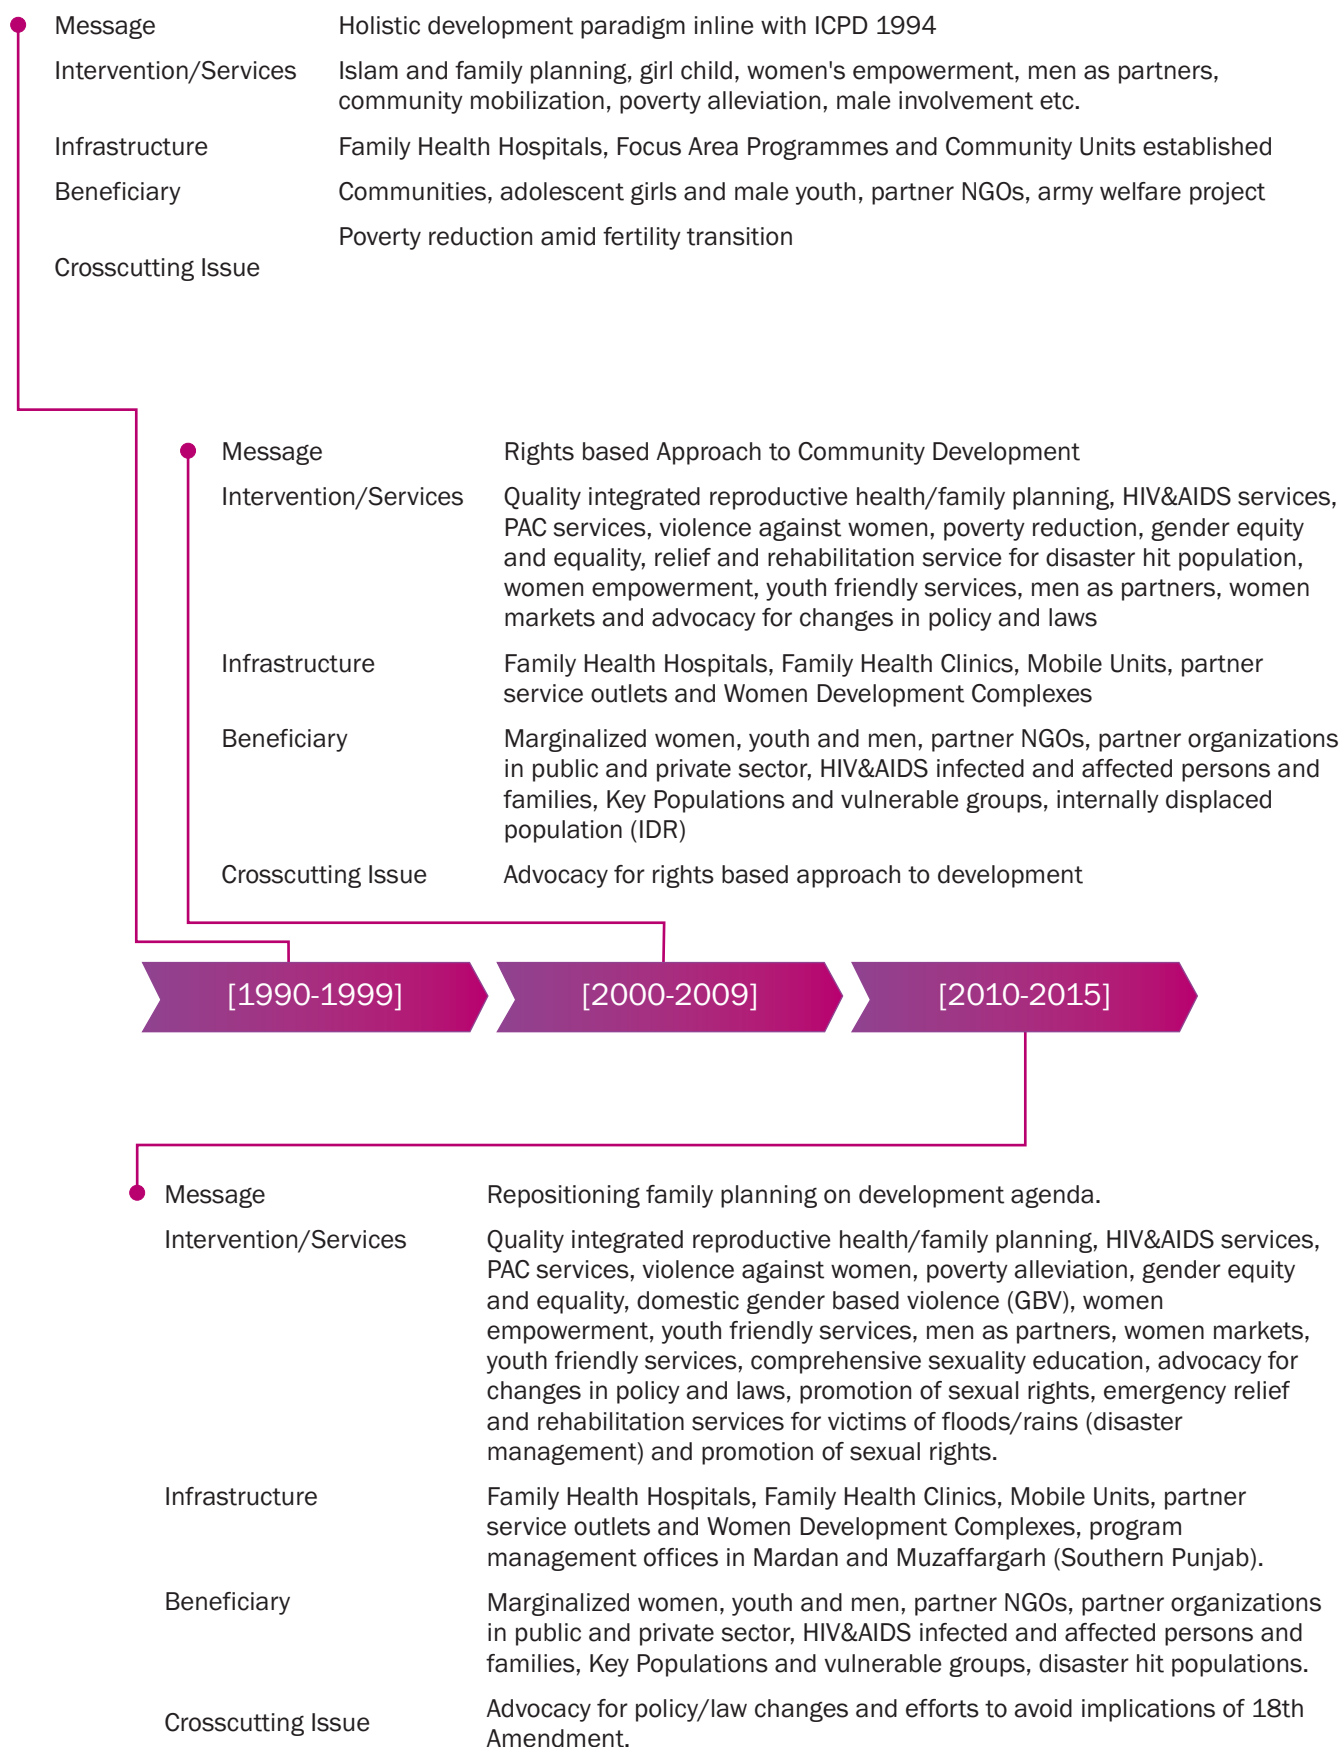 Message Holistic development paradigm inline with ICPD 1994
Intervention/Services Islam and family planning, girl child, women's empowerment, men as partners,
community mobilization, poverty alleviation, male involvement etc.
Infrastructure Family Health Hospitals, Focus Area Programmes and Community Units established
Beneficiary Communities, adolescent girls and male youth, partner NGOs, army welfare project
Poverty reduction amid fertility transition
Crosscutting Issue
Message Rights based Approach to Community Development
Intervention/Services Quality integrated reproductive health/family planning, HIV&AIDS services,
PAC services, violence against women, poverty reduction, gender equity
and equality, relief and rehabilitation service for disaster hit population,
women empowerment, youth friendly services, men as partners, women
markets and advocacy for changes in policy and laws
Infrastructure Family Health Hospitals, Family Health Clinics, Mobile Units, partner
service outlets and Women Development Complexes
Beneficiary Marginalized women, youth and men, partner NGOs, partner organizations
in public and private sector, HIV&AIDS infected and affected persons and
families, Key Populations and vulnerable groups, internally displaced
population (IDR)
Crosscutting Issue Advocacy for rights based approach to development
[1990-1999] [2000-2009] [2010-2015]
Message Repositioning family planning on development agenda.
Intervention/Services Quality integrated reproductive health/family planning, HIV&AIDS services,
PAC services, violence against women, poverty alleviation, gender equity
and equality, domestic gender based violence (GBV), women
empowerment, youth friendly services, men as partners, women markets,
youth friendly services, comprehensive sexuality education, advocacy for
changes in policy and laws, promotion of sexual rights, emergency relief
and rehabilitation services for victims of floods/rains (disaster
management) and promotion of sexual rights.
Infrastructure Family Health Hospitals, Family Health Clinics, Mobile Units, partner
service outlets and Women Development Complexes, program
management offices in Mardan and Muzaffargarh (Southern Punjab).
Beneficiary Marginalized women, youth and men, partner NGOs, partner organizations
in public and private sector, HIV&AIDS infected and affected persons and
families, Key Populations and vulnerable groups, disaster hit populations.
Crosscutting Issue Advocacy for policy/law changes and efforts to avoid implications of 18th
Amendment.